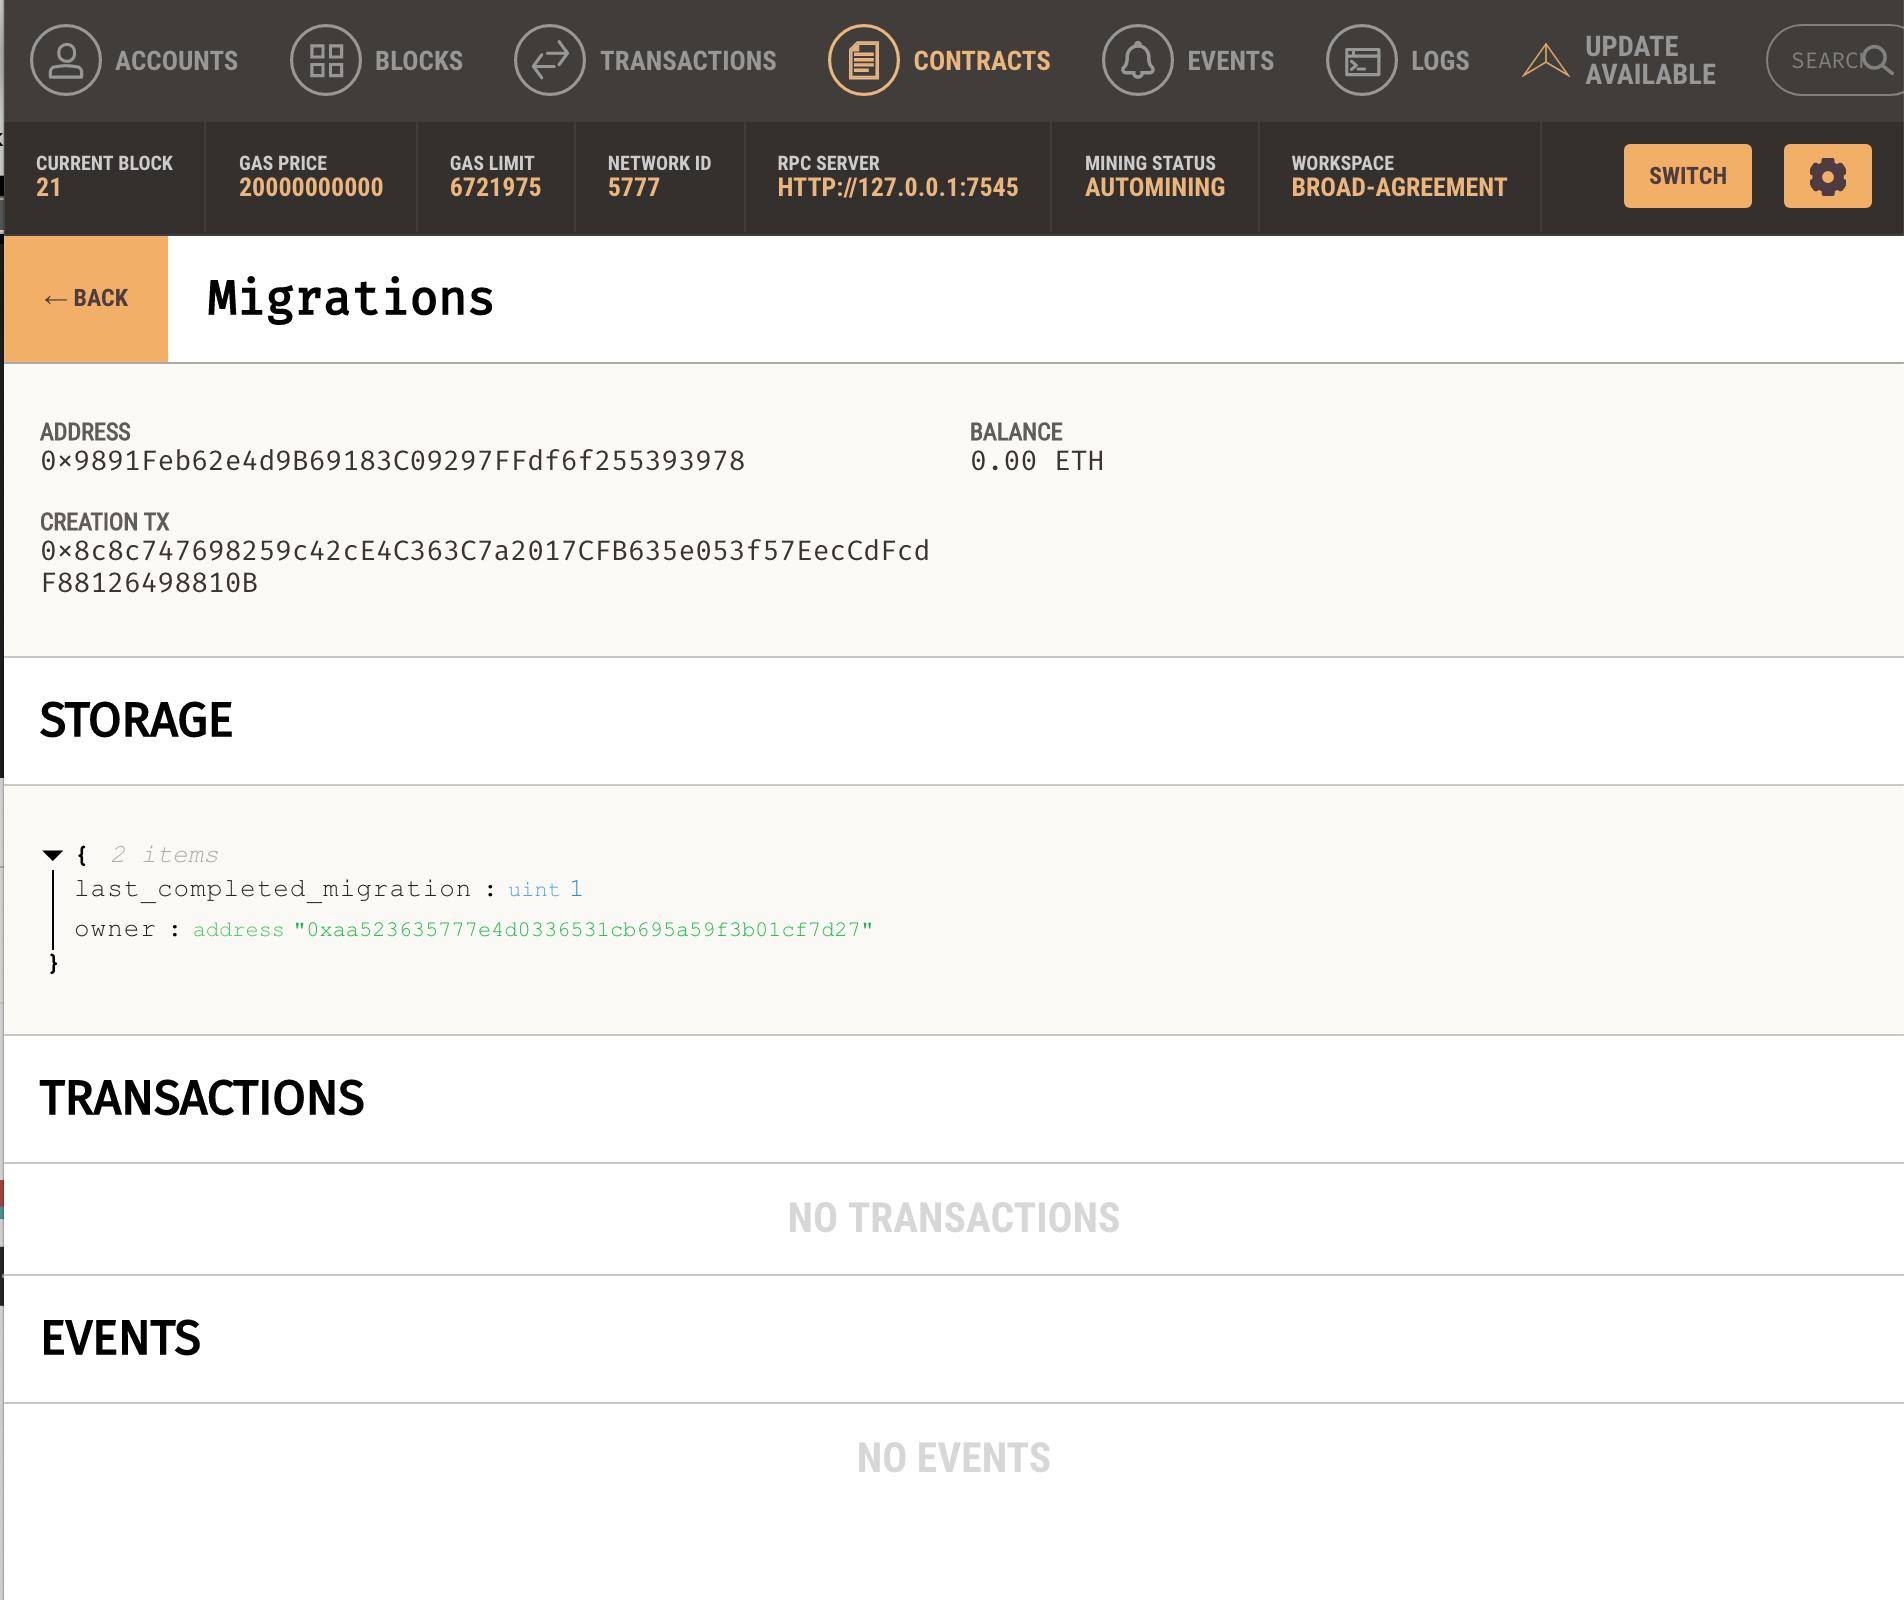 ACCOUNTS
BLOCKS
TRANSACTIONS
CONTRACTS
EVENTS
LOGS
UPDATE
AVAILABLE
CURRENT BLOCK
21
GAS PRICE
20000000000
GAS LIMIT
6721975
NETWORK ID
5777
RPC SERVER
HTTP://127.0.0.1:7545
MINING STATUS
AUTOMINING
WORKSPACE
BROAD-AGREEMENT
SWITCH
← BACK
Migrations
ADDRESS
0×9891Feb62e4d9B69183C09297FFdf6f255393978
BALANCE
0.00 ETH
CREATION TX
0×8c8c747698259c42cE4C363C7a2017CFB635e053f57EecCdFcd
F88126498810B
STORAGE
{ 2 items
last_completed_migration : uint 1
owner : address "0xaa523635777e4d0336531cb695a59f3b01cf7d27"
}
TRANSACTIONS
NO TRANSACTIONS
EVENTS
NO EVENTS